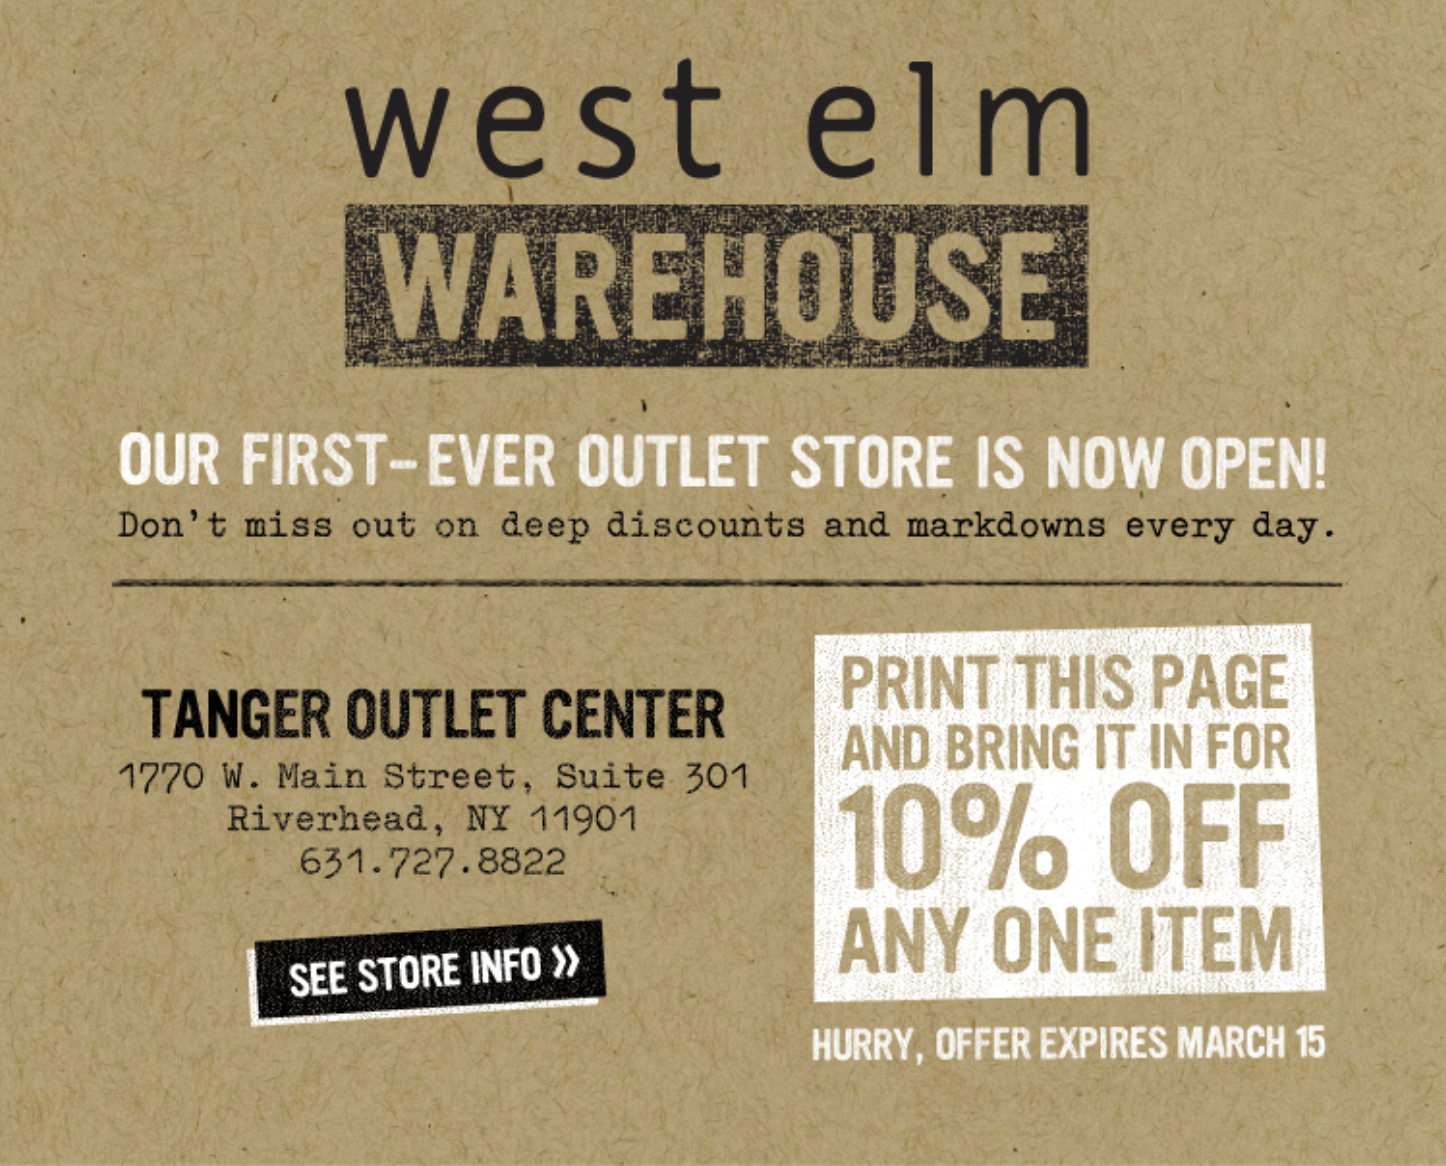 west elm
WAREHOUSE
OUR FIRST-EVER OUTLET STORE IS NOW OPEN!
Don't miss out on deep discounts and markdowns every day.
TANGER OUTLET CENTER
1770 W. Main Street, Suite 301
Riverhead, NY 11901
631.727.8822
SEE STORE INFO »
PRINT THIS PAGE
AND BRING IT IN FOR
10% OFF
ANY ONE ITEM
HURRY, OFFER EXPIRES MARCH 15